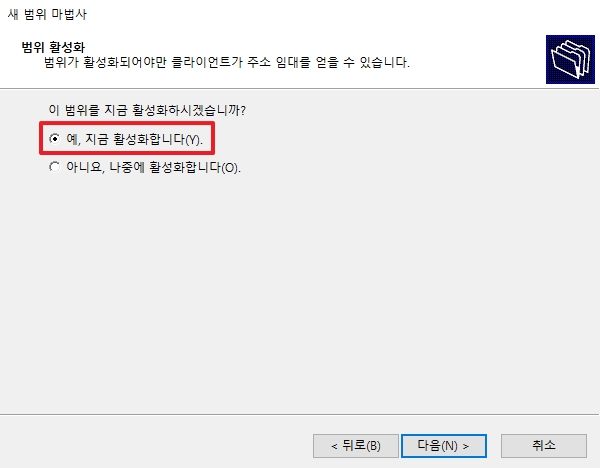 새 범위 마법사
범위 활성화
범위가 활성화되어야만 클라이언트가 주소 임대를 얻을 수 있습니다.
이 범위를 지금 활성화하시겠습니까?
예, 지금 활성화합니다(Y).
아니요, 나중에 활성화합니다(O).
< 뒤로(B) 다음(N) > 취소